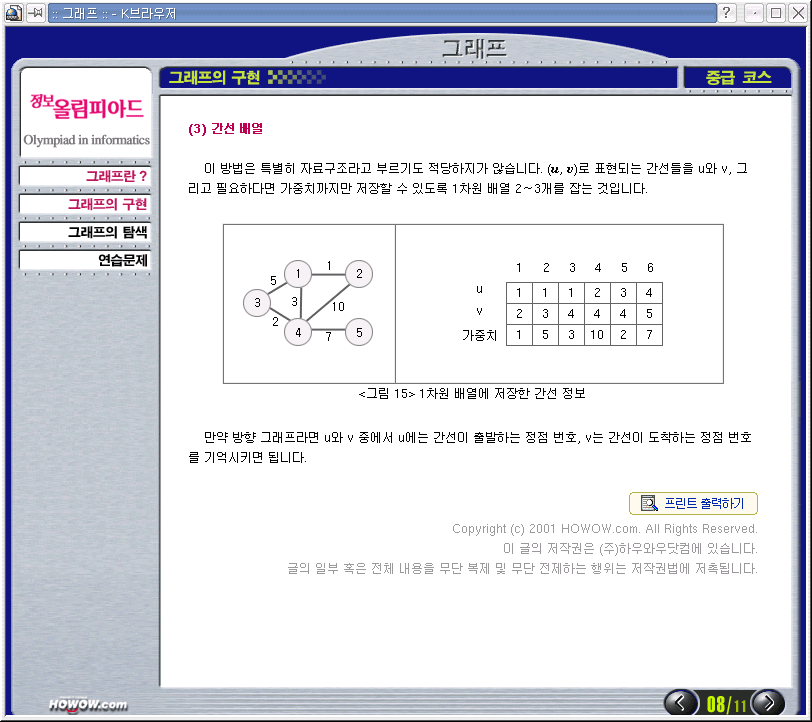 :: 그래프 :: - K브라우저
그래프
정보올림피아드
Olympiad in informatics
그래프란 ?
그래프의 구현
그래프의 탐색
연습문제
그래프의 구현
중급 코스
(3) 간선 배열
이 방법은 특별히 자료구조라고 부르기도 적당하지가 않습니다. (u, v)로 표현되는 간선들을 u와 v, 그
리고 필요하다면 가중치까지만 저장할 수 있도록 1차원 배열 2~3개를 잡는 것입니다.
1 2 3 4 5
5 1 3 10 2 7
1 2 3 4 5 6
u 1 1 1 2 3 4
v 2 3 4 4 4 5
가중치 1 5 3 10 2 7
<그림 15> 1차원 배열에 저장한 간선 정보
만약 방향 그래프라면 u와 v 중에서 u에는 간선이 출발하는 정점 번호, v는 간선이 도착하는 정점 번호
를 기억시키면 됩니다.
프린트 출력하기
Copyright (c) 2001 HOWOW.com. All Rights Reserved.
이 글의 저작권은 (주)하우와우닷컴에 있습니다.
글의 일부 혹은 전체 내용을 무단 복제 및 무단 전제하는 행위는 저작권법에 저촉됩니다.
HOWOW.com
08/11